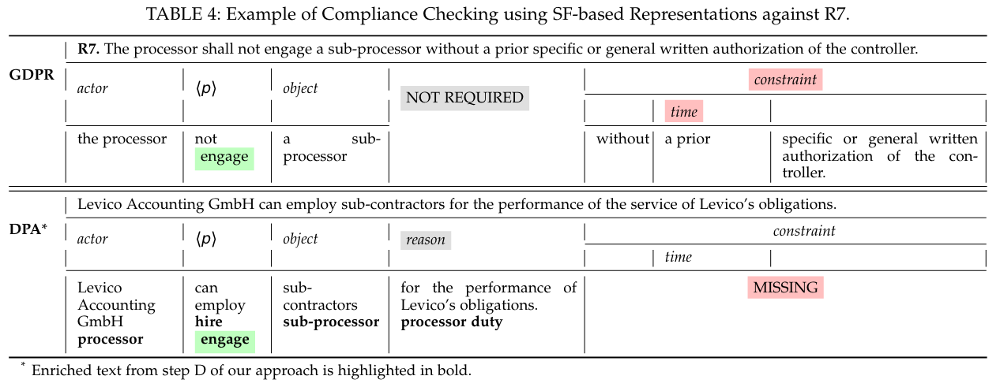 TABLE 4: Example of Compliance Checking using SF-based Representations against R7.
R7. The processor shall not engage a sub-processor without a prior specific or general written authorization of the controller.
GDPR
actor
⟨p⟩
object
NOT REQUIRED
constraint
time
the processor
not
engage
a sub-
processor
without
a prior
specific or general written
authorization of the con-
troller.
Levico Accounting GmbH can employ sub-contractors for the performance of the service of Levico's obligations.
DPA*
actor
⟨p⟩
object
reason
constraint
time
Levico
Accounting
GmbH
processor
can
employ
hire
engage
sub-
contractors
sub-processor
for the performance of
Levico's obligations.
processor duty
MISSING
* Enriched text from step D of our approach is highlighted in bold.